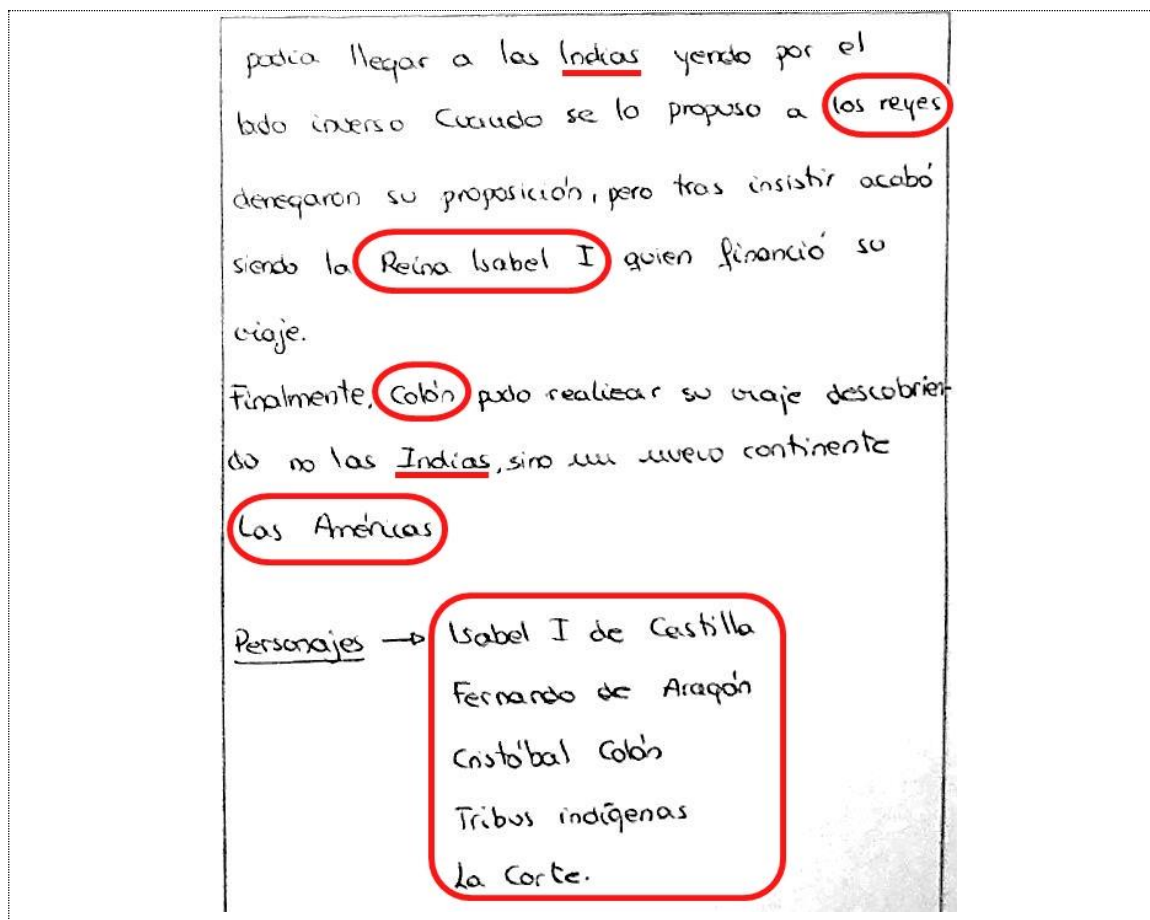 podia llegar a las Indias yendo por el
lado inverso Cuando se lo propuso a los reyes
denegaron su proposición, pero tras insistir acabó
siendo la Reina Isabel I quien financió su
viaje.
Finalmente, Colón pudo realizar su viaje descobrien-
do no las Indias, sino un nuevo continente
Las Américas
Personajes → Isabel I de Castilla
Fernando de Aragón
Cristóbal Colón
Tribus indígenas
La Corte.